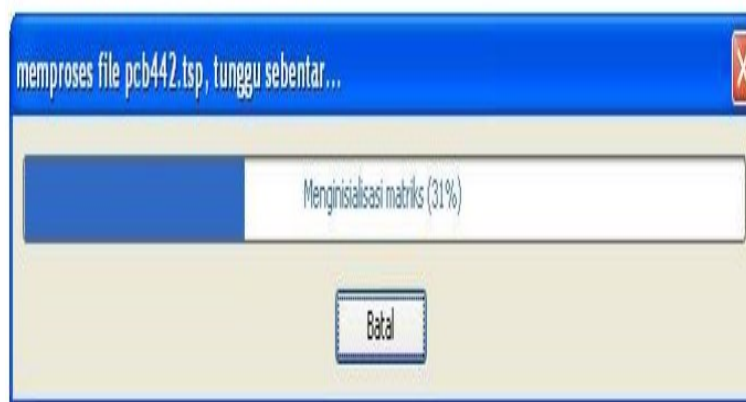 memproses file pcb442.tsp, tunggu sebentar...
Menginisialisasi matriks (31%)
Batal